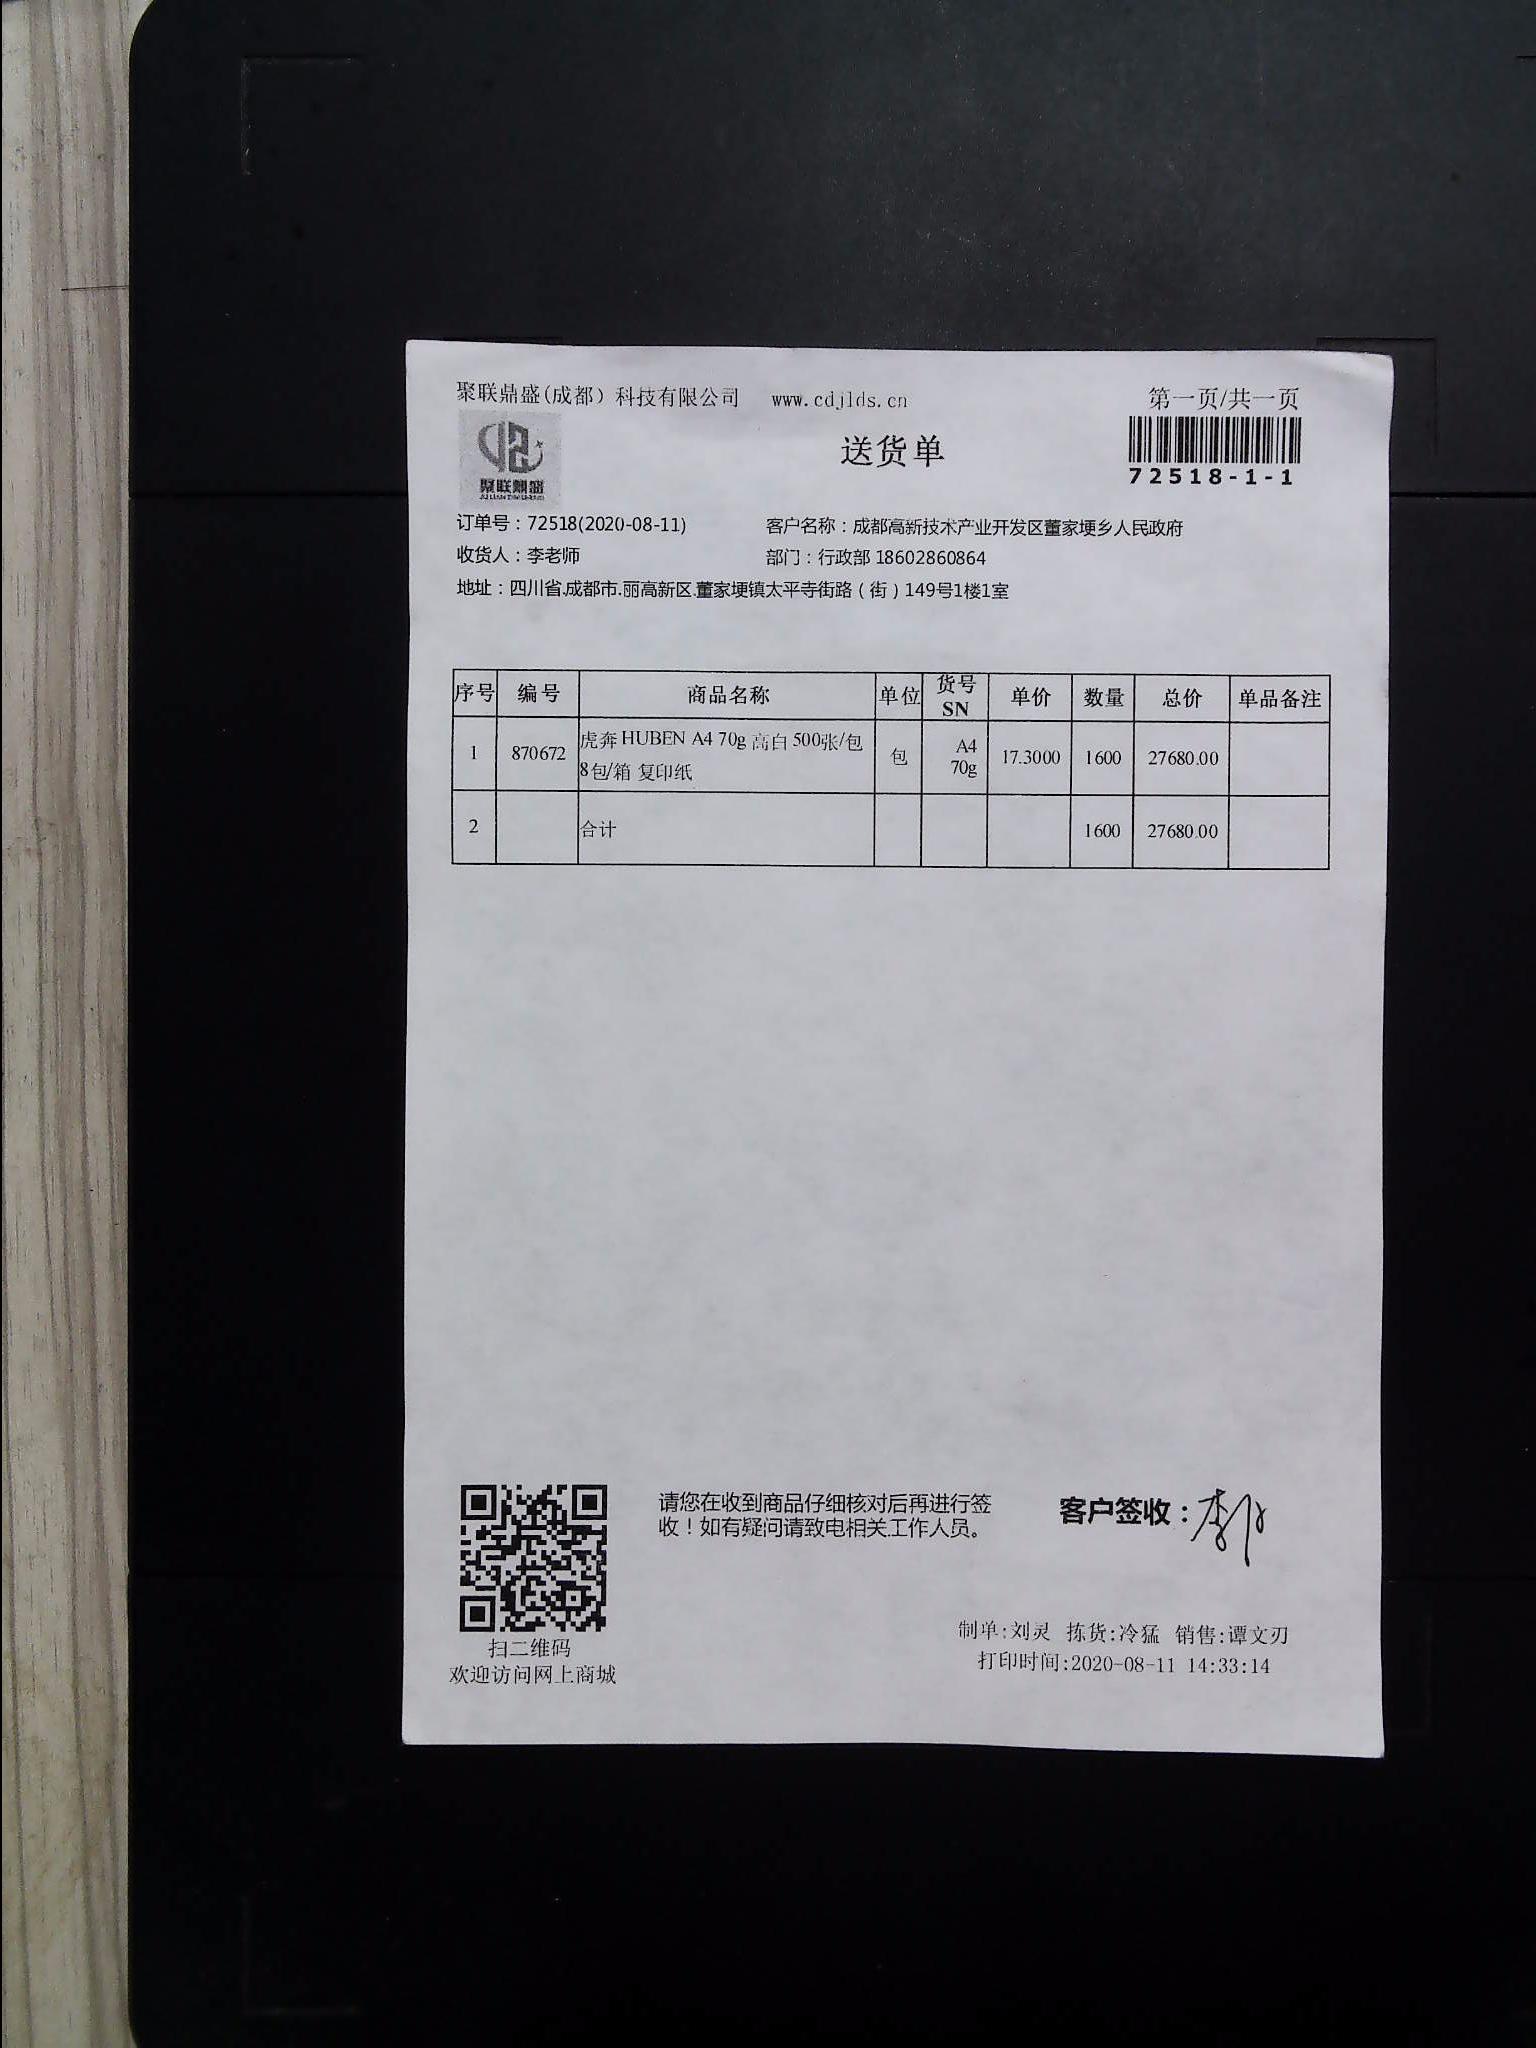 聚联鼎盛(成都)科技有限公司 www.cdjlds.cn 第一页/共一页
聚联鼎盛
送货单
72518-1-1
订单号：72518(2020-08-11) 客户名称：成都高新技术产业开发区董家埂乡人民政府
收货人：李老师 部门：行政部 18602860864
地址：四川省.成都市.丽高新区.董家埂镇太平寺街路（街）149号1楼1室
序号 编号 商品名称 单位 货号 SN 单价 数量 总价 单品备注
1 870672 虎奔 HUBEN A4 70g 高白 500张/包 8包/箱 复印纸 包 A4 70g 17.3000 1600 27680.00
2 合计 1600 27680.00
请您在收到商品仔细核对后再进行签
收！如有疑问请致电相关工作人员。
客户签收：李
扫二维码
欢迎访问网上商城
制单:刘灵 拣货:冷猛 销售:谭文刃
打印时间:2020-08-11 14:33:14